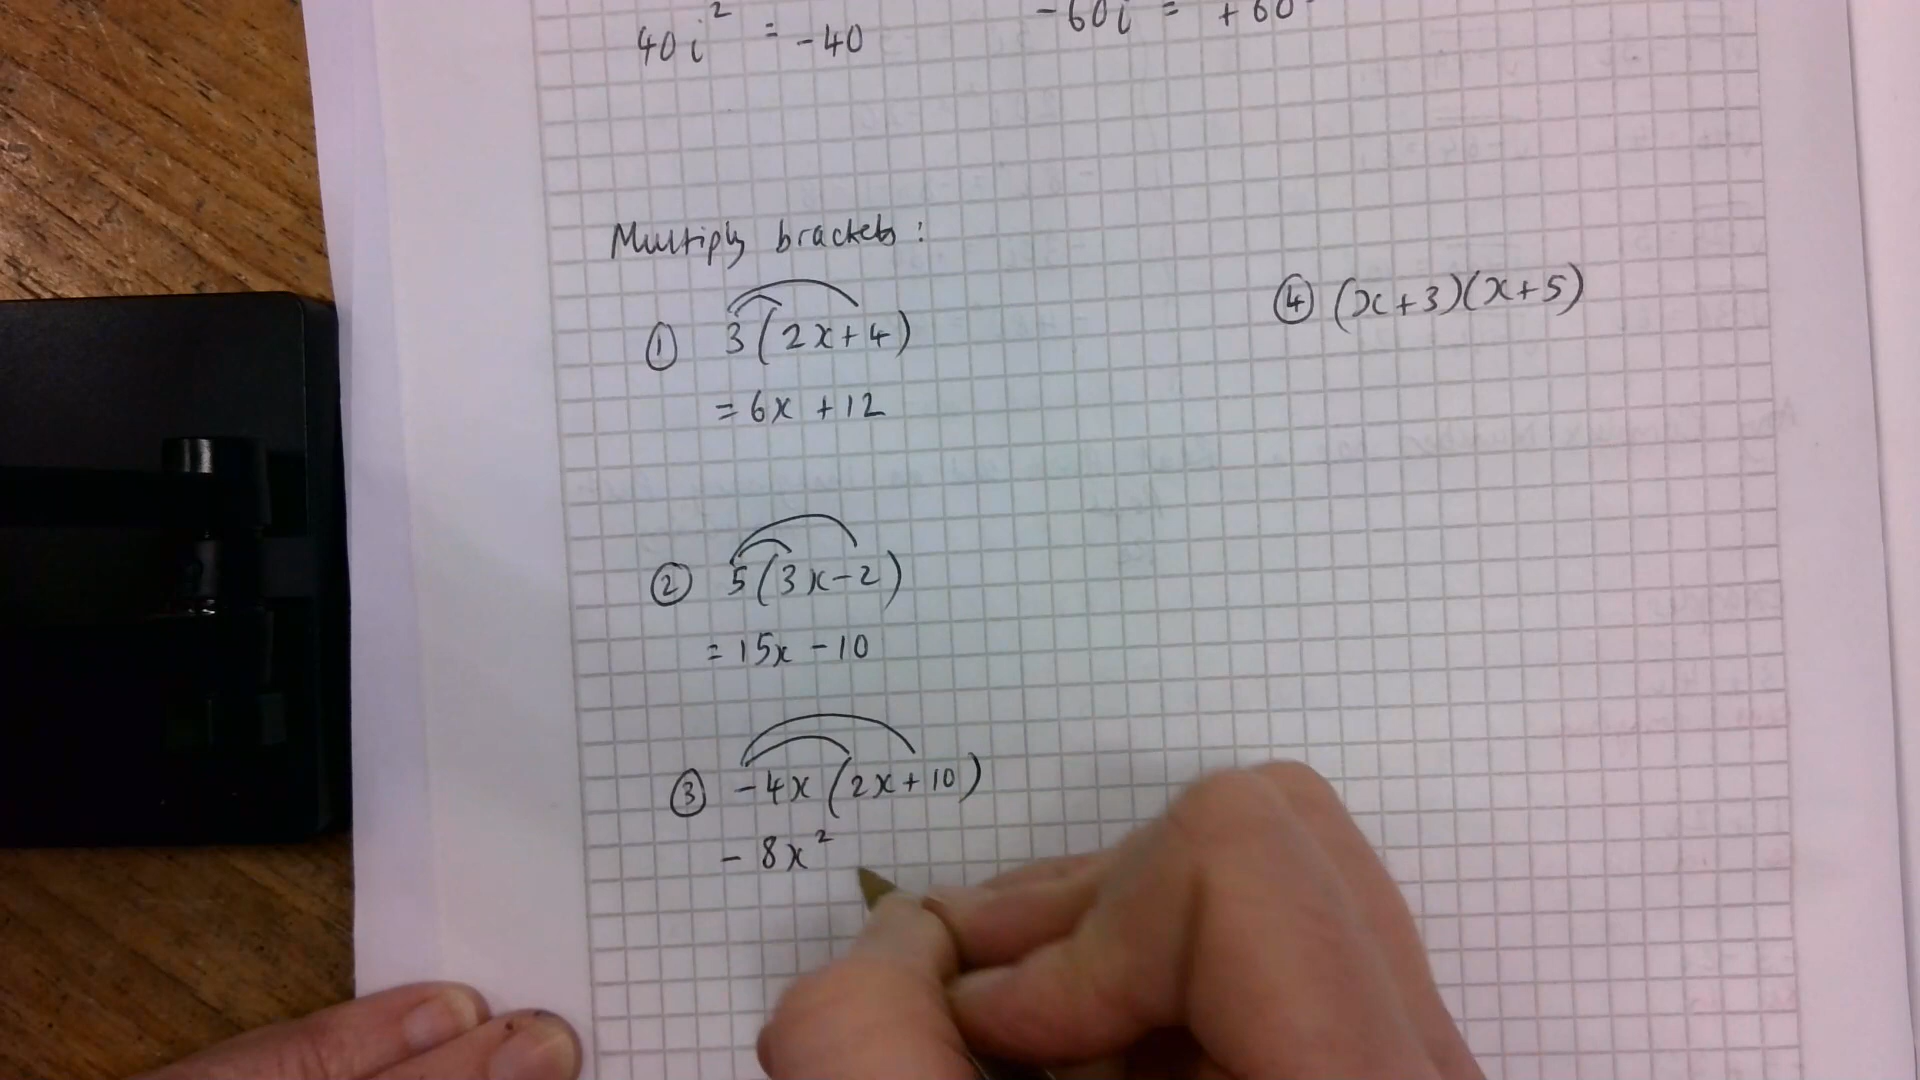 40i² = -40
-60i = +60
Multiply brackets:
① 3(2x+4)
= 6x + 12
② 5(3x-2)
= 15x - 10
③ -4x(2x+10)
- 8x²
④ (x+3)(x+5)